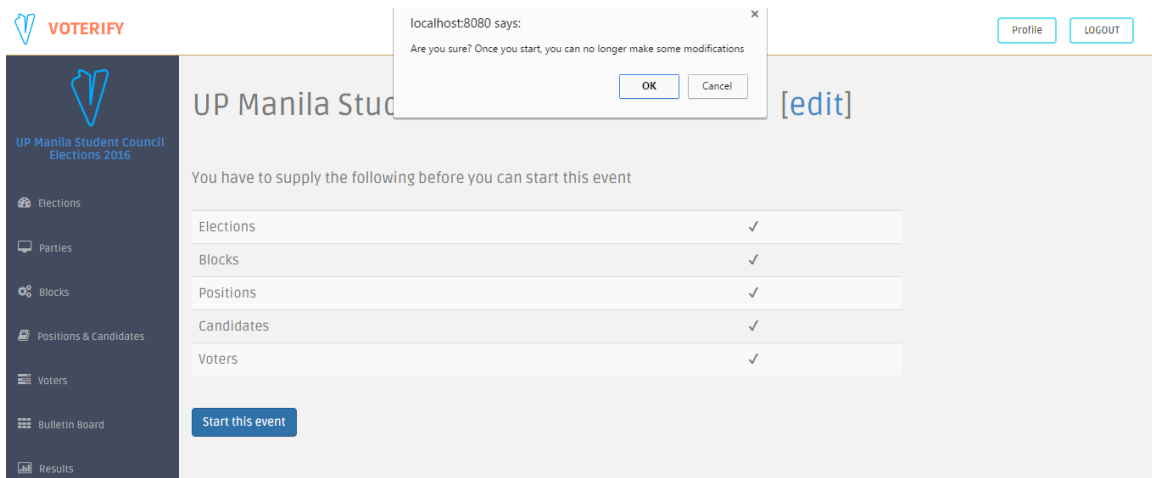 VOTERIFY
localhost:8080 says:
Are you sure? Once you start, you can no longer make some modifications
OK
Cancel
Profile
LOGOUT
UP Manila Student Council
Elections 2016
Elections
Parties
Blocks
Positions & Candidates
Voters
Bulletin Board
Results
UP Manila Stud [edit]
You have to supply the following before you can start this event
Elections ✓
Blocks ✓
Positions ✓
Candidates ✓
Voters ✓
Start this event